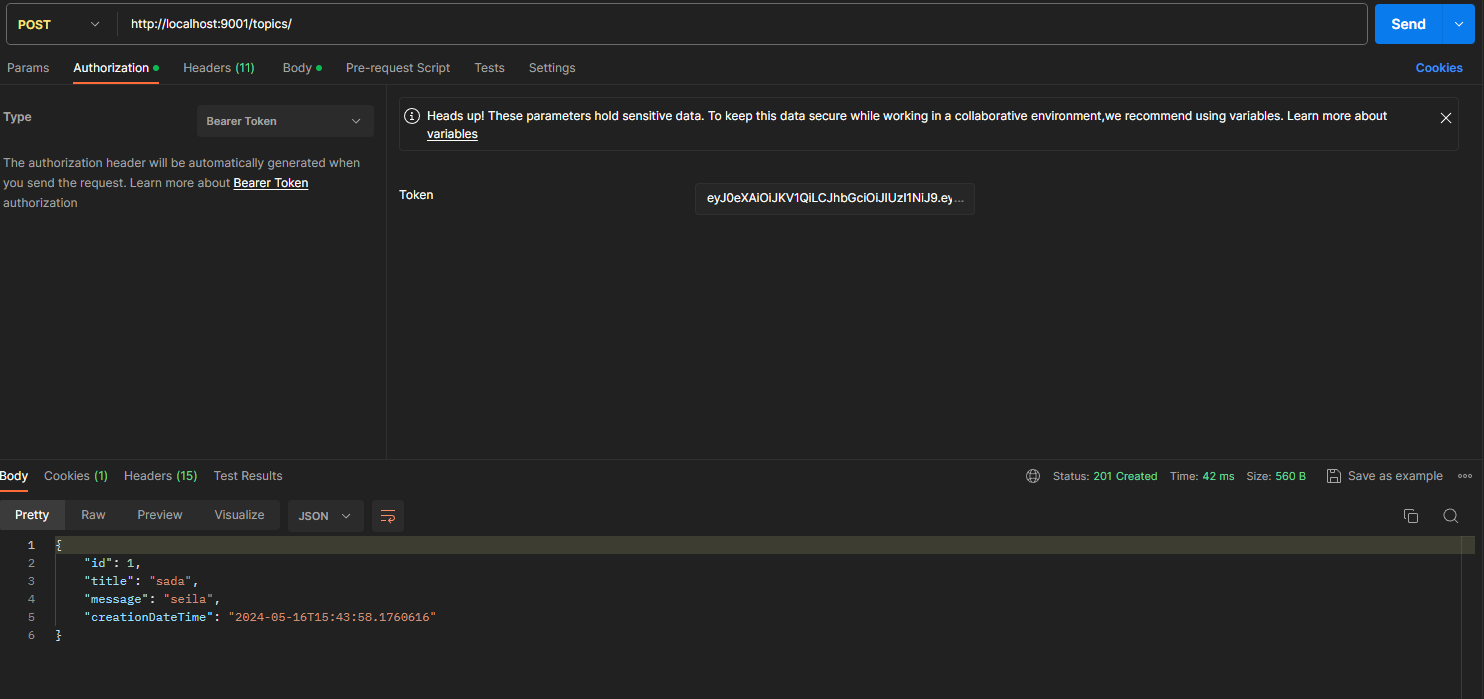 POST http://localhost:9001/topics/ Send
Params Authorization Headers (11) Body Pre-request Script Tests Settings Cookies
Type Bearer Token
The authorization header will be automatically generated when
you send the request. Learn more about Bearer Token
authorization
Heads up! These parameters hold sensitive data. To keep this data secure while working in a collaborative environment,we recommend using variables. Learn more about
variables
Token eyJ0eXAiOiJKV1QiLCJhbGciOiJIUzI1NiJ9.ey...
Body Cookies (1) Headers (15) Test Results Status: 201 Created Time: 42 ms Size: 560 B Save as example
Pretty Raw Preview Visualize JSON
1 {
2 "id": 1,
3 "title": "sada",
4 "message": "seila",
5 "creationDateTime": "2024-05-16T15:43:58.1760616"
6 }